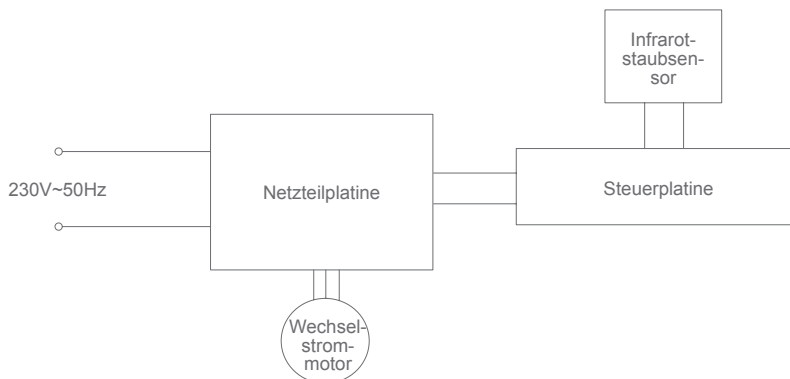 Infrarot-
staubsen-
sor
230V~50Hz
Netzteilplatine
Steuerplatine
Wechsel-
strom-
motor